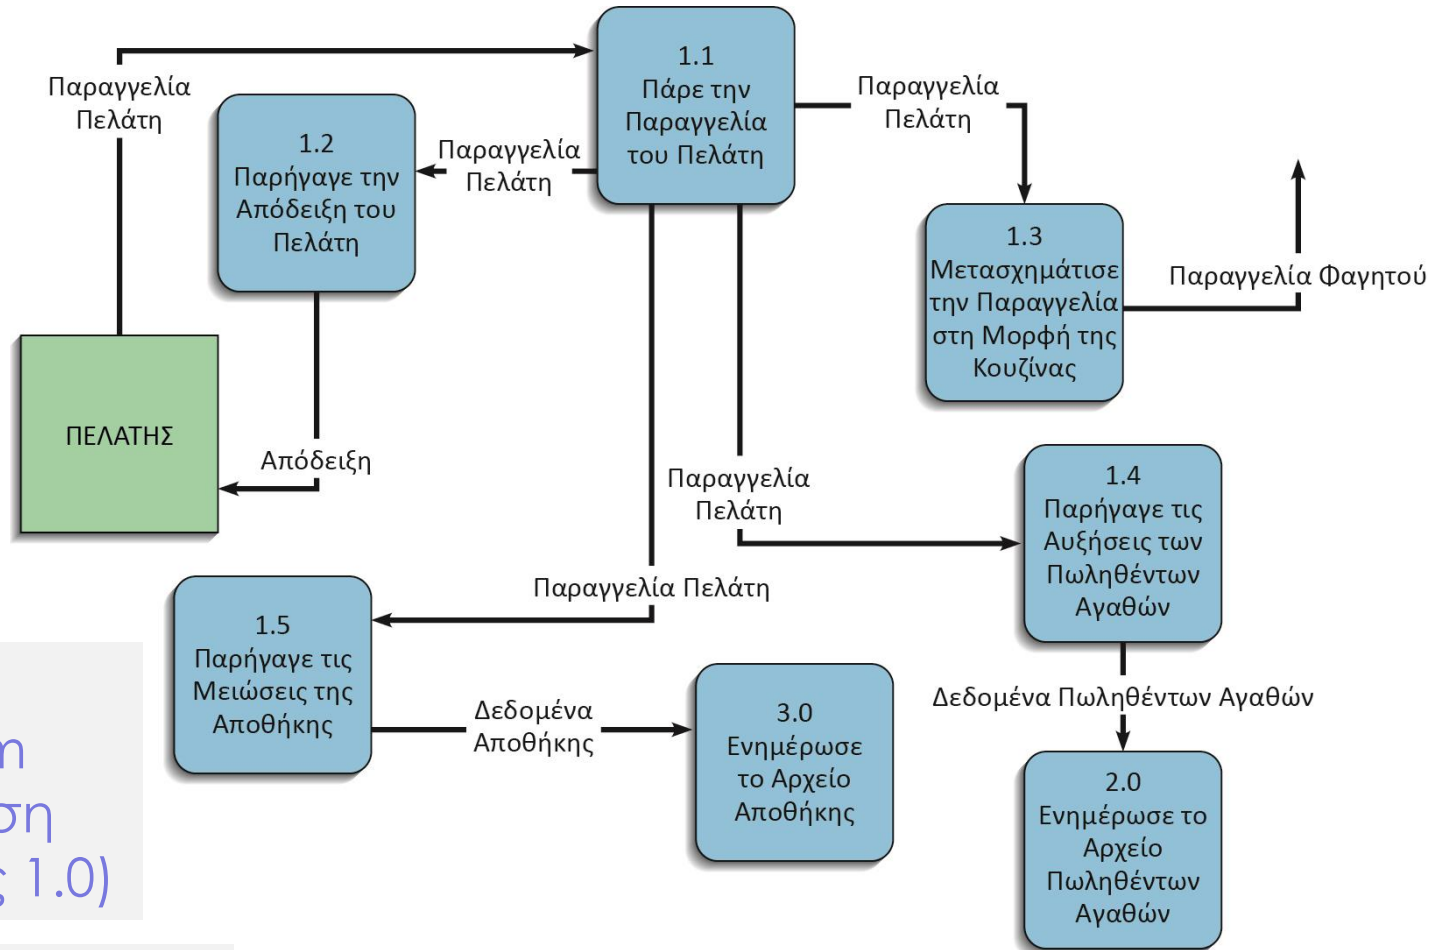 1.1
Πάρε την
Παραγγελία
του Πελάτη
Παραγγελία
Πελάτη
1.2
Παρήγαγε την
Απόδειξη του
Πελάτη
Παραγγελία
Πελάτη
Παραγγελία
Πελάτη
1.3
Μετασχημάτισε
την Παραγγελία
στη Μορφή της
Κουζίνας
Παραγγελία Φαγητού
ΠΕΛΑΤΗΣ
Απόδειξη
Παραγγελία
Πελάτη
1.4
Παρήγαγε τις
Αυξήσεις των
Πωληθέντων
Αγαθών
Παραγγελία Πελάτη
1.5
Παρήγαγε τις
Μειώσεις της
Αποθήκης
Δεδομένα
Αποθήκης
3.0
Ενημέρωσε
το Αρχείο
Αποθήκης
Δεδομένα Πωληθέντων Αγαθών
2.0
Ενημέρωσε το
Αρχείο
Πωληθέντων
Αγαθών
m
ση
ς 1.0)